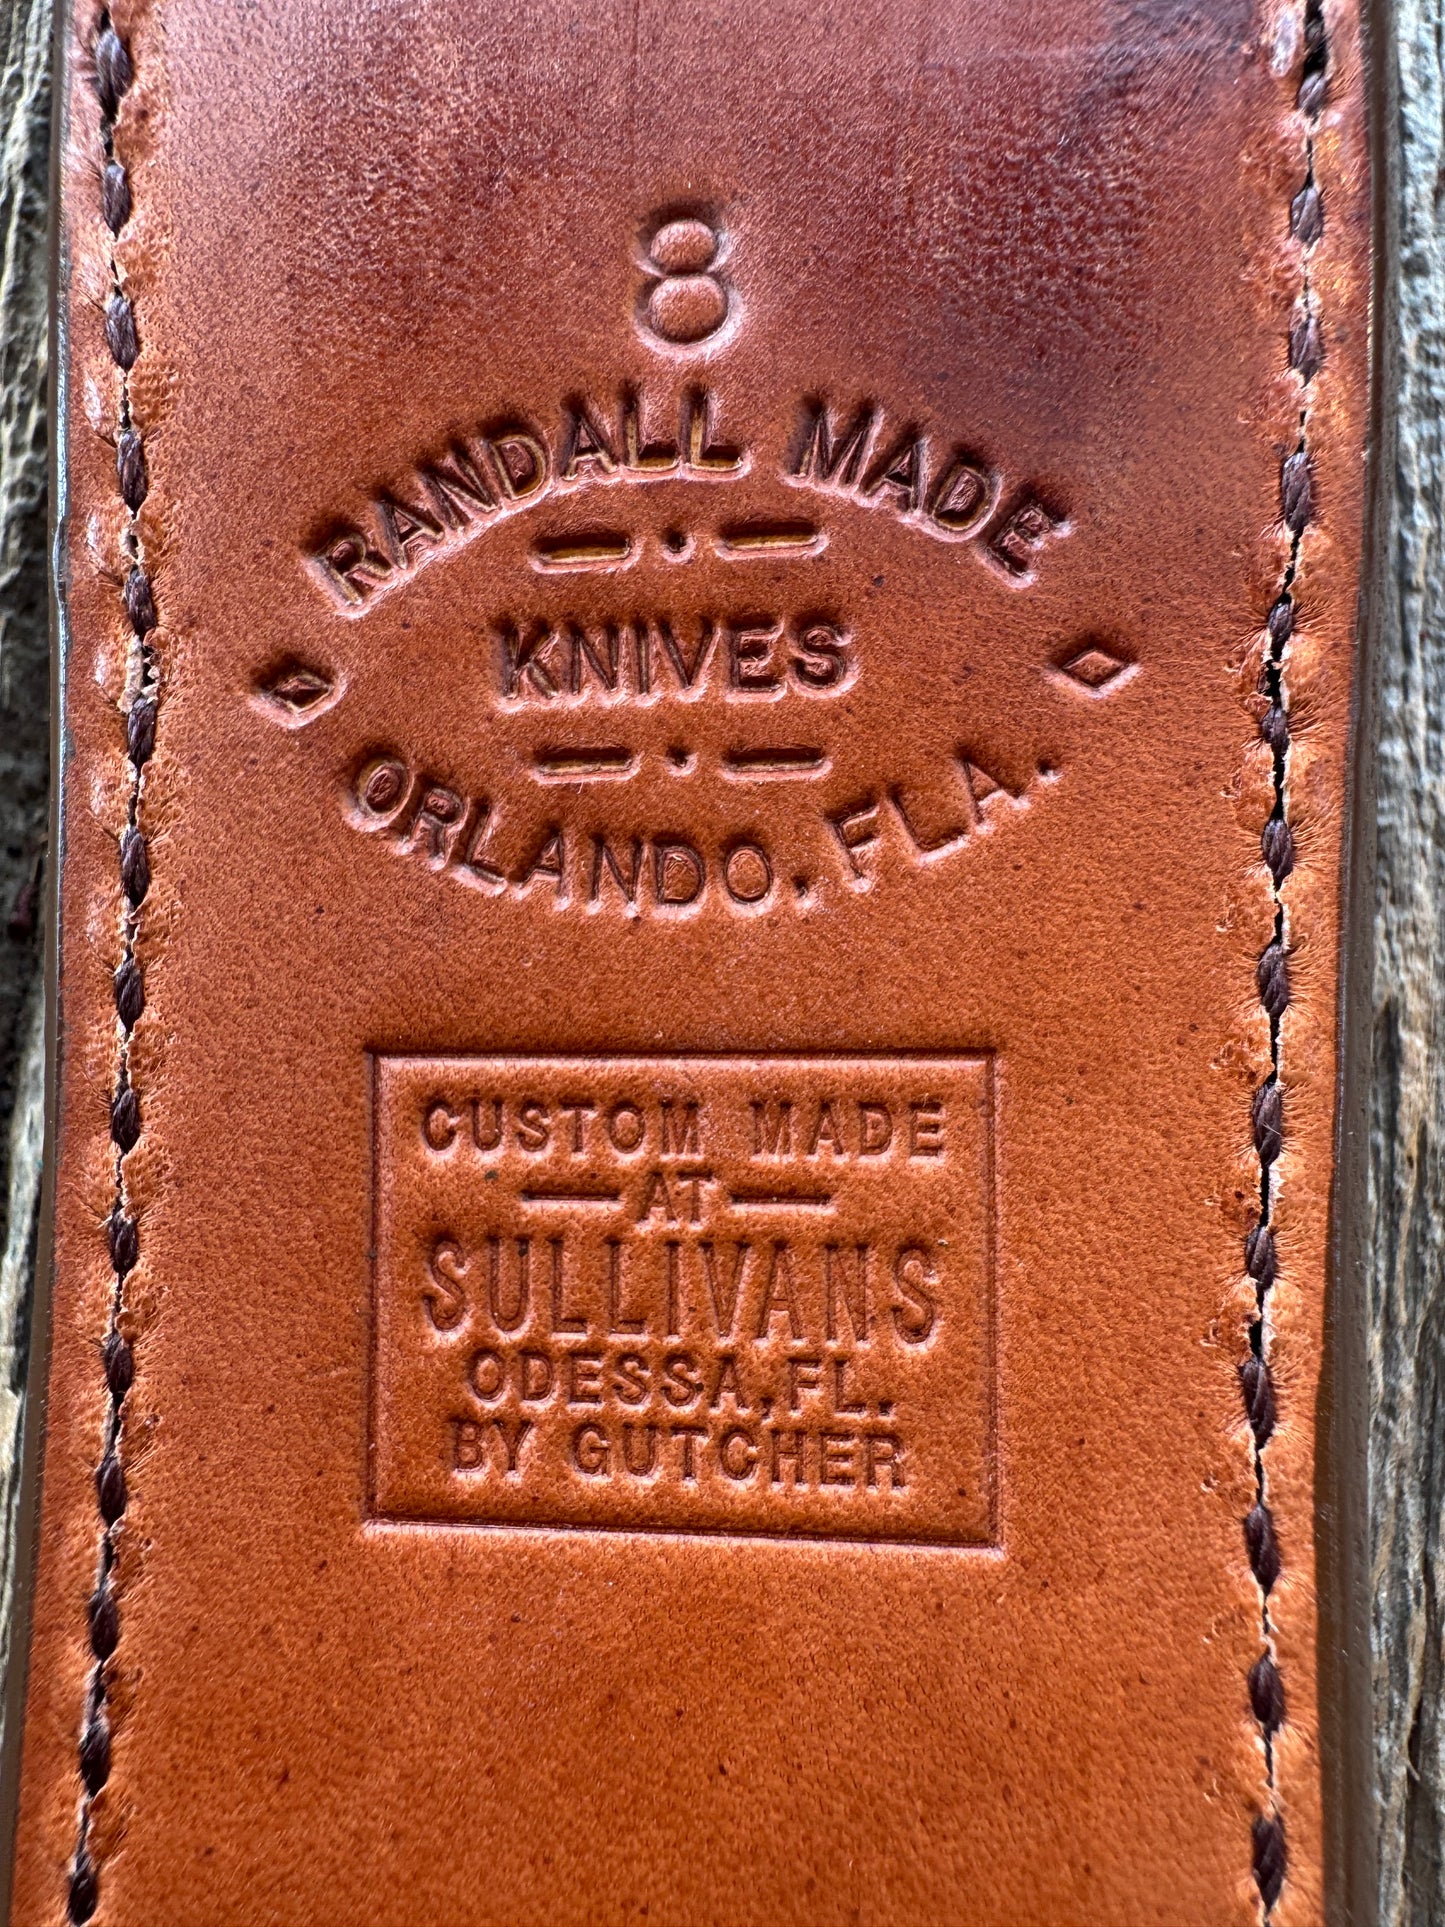 8
RANDALL MADE
KNIVES
ORLANDO, FLA.
CUSTOM MADE
AT
SULLIVANS
ODESSA, FL.
BY GUTCHER